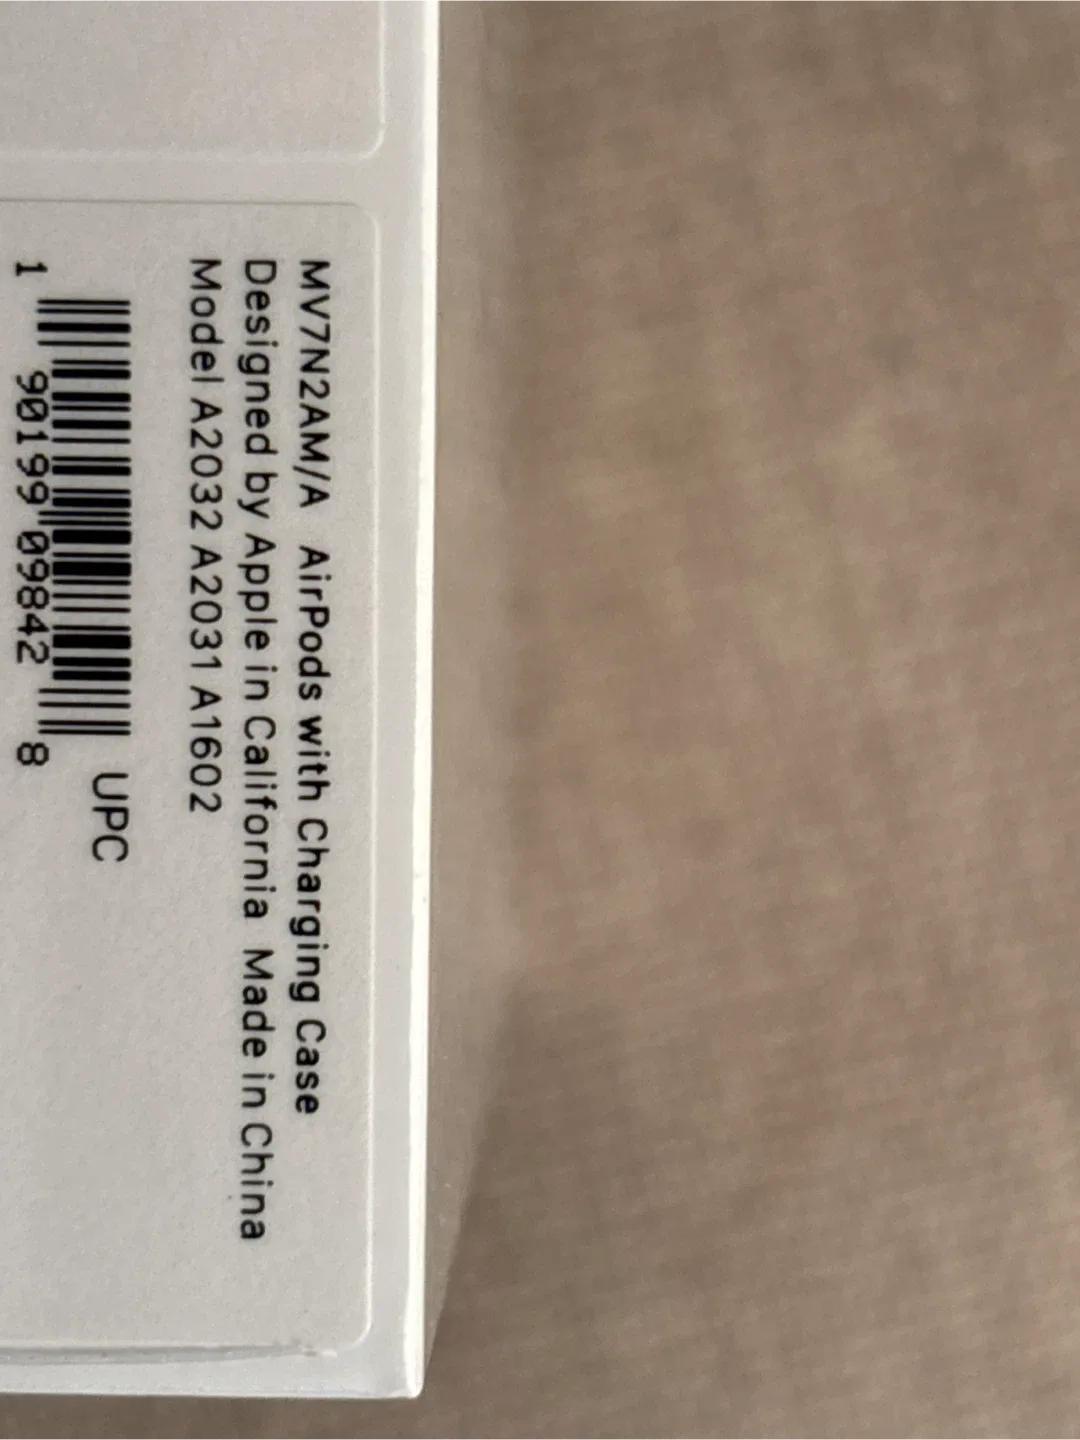 MV7N2AM/A AirPods with Charging Case
Designed by Apple in California Made in China
Model A2032 A2031 A1602
UPC
1 90199 09842 8